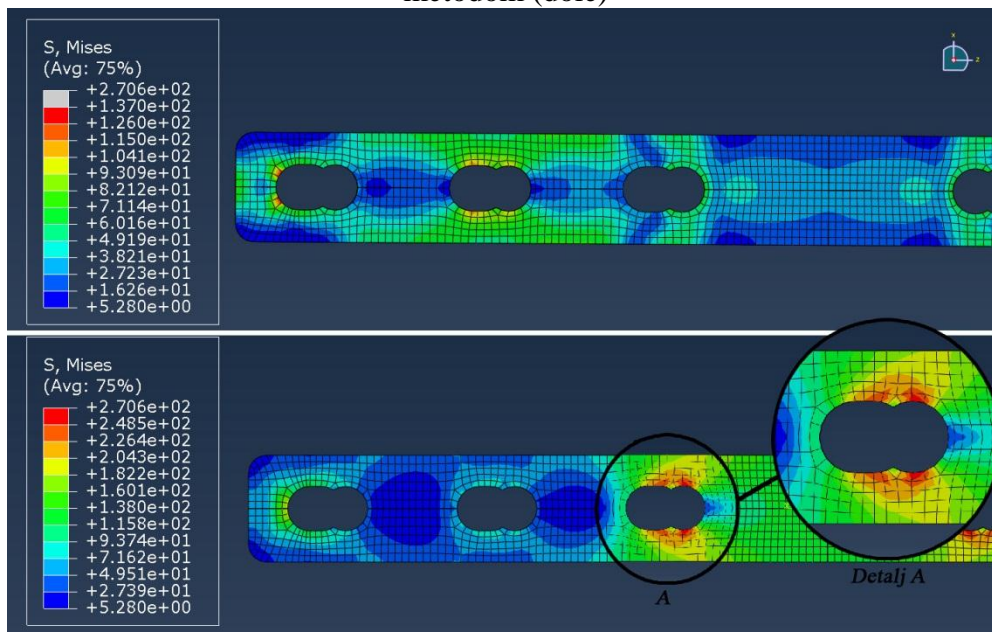 metodom (dole)
S, Mises
(Avg: 75%)
+2.706e+02
+1.370e+02
+1.260e+02
+1.150e+02
+1.041e+02
+9.309e+01
+8.212e+01
+7.114e+01
+6.016e+01
+4.919e+01
+3.821e+01
+2.723e+01
+1.626e+01
+5.280e+00
x
z
S, Mises
(Avg: 75%)
+2.706e+02
+2.485e+02
+2.264e+02
+2.043e+02
+1.822e+02
+1.601e+02
+1.380e+02
+1.158e+02
+9.374e+01
+7.162e+01
+4.951e+01
+2.739e+01
+5.280e+00
A
Detalj A